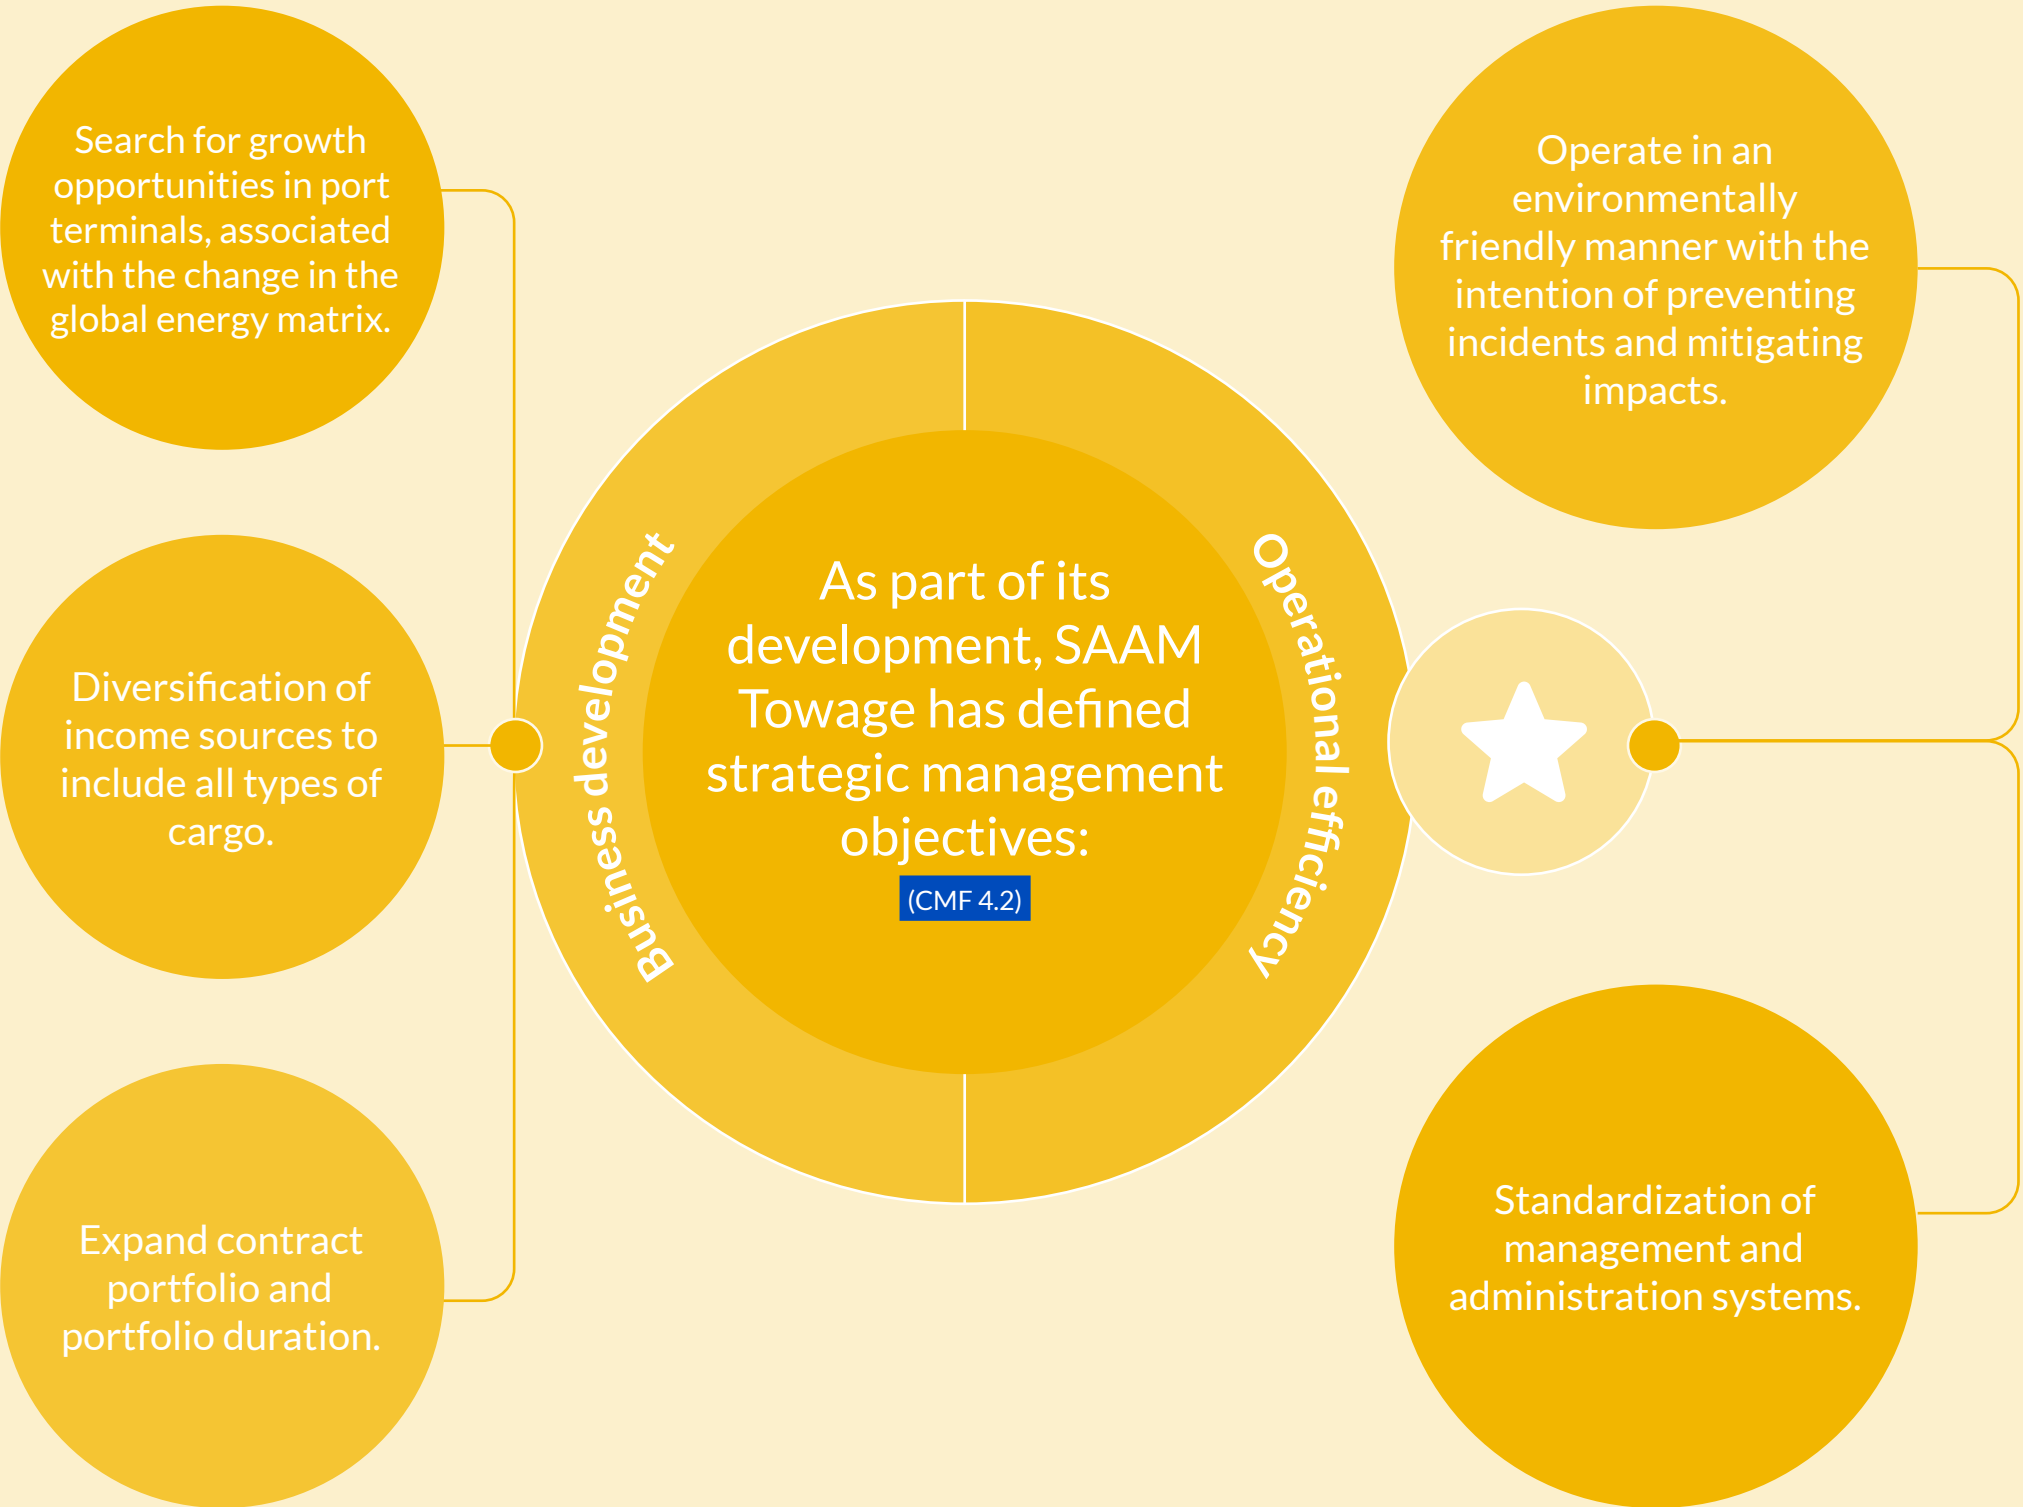 Search for growth
opportunities in port
terminals, associated
with the change in the
global energy matrix.
Diversification of
income sources to
include all types of
cargo.
Expand contract
portfolio and
portfolio duration.
Business development
As part of its
development, SAAM
Towage has defined
strategic management
objectives:
(CMF 4.2)
Operational efficiency
Operate in an
environmentally
friendly manner with the
intention of preventing
incidents and mitigating
impacts.
Standardization of
management and
administration systems.